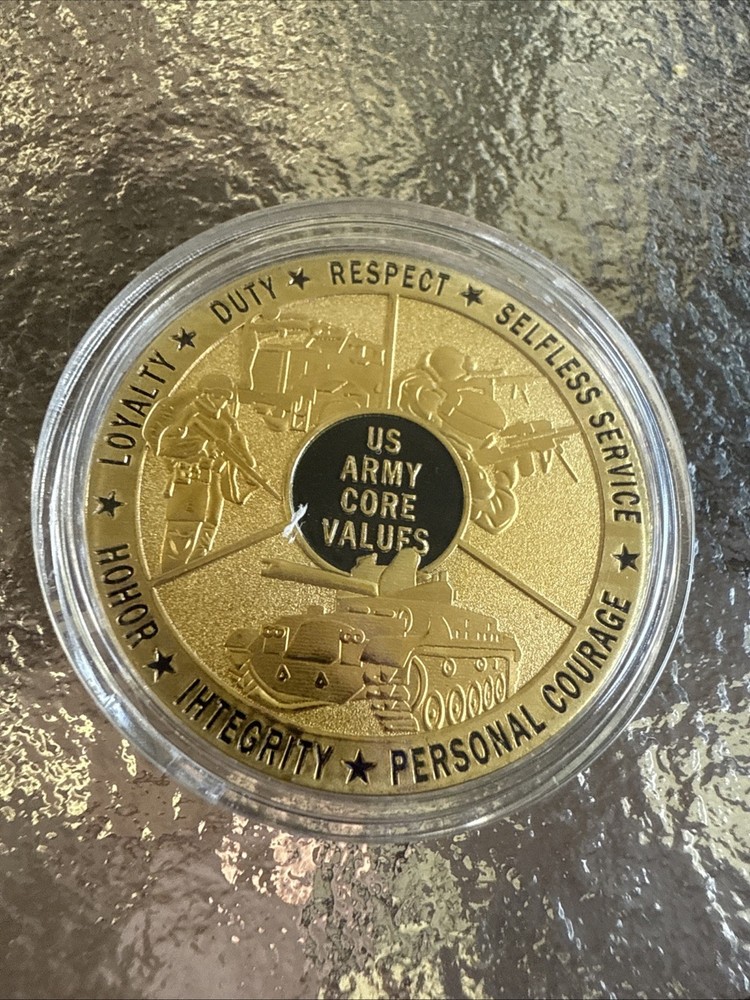 US
ARMY
CORE
VALUES
LOYALTY ★ DUTY ★ RESPECT ★ SELFLESS SERVICE ★ PERSONAL COURAGE ★ IHTEGRITY ★ HOHOR ★